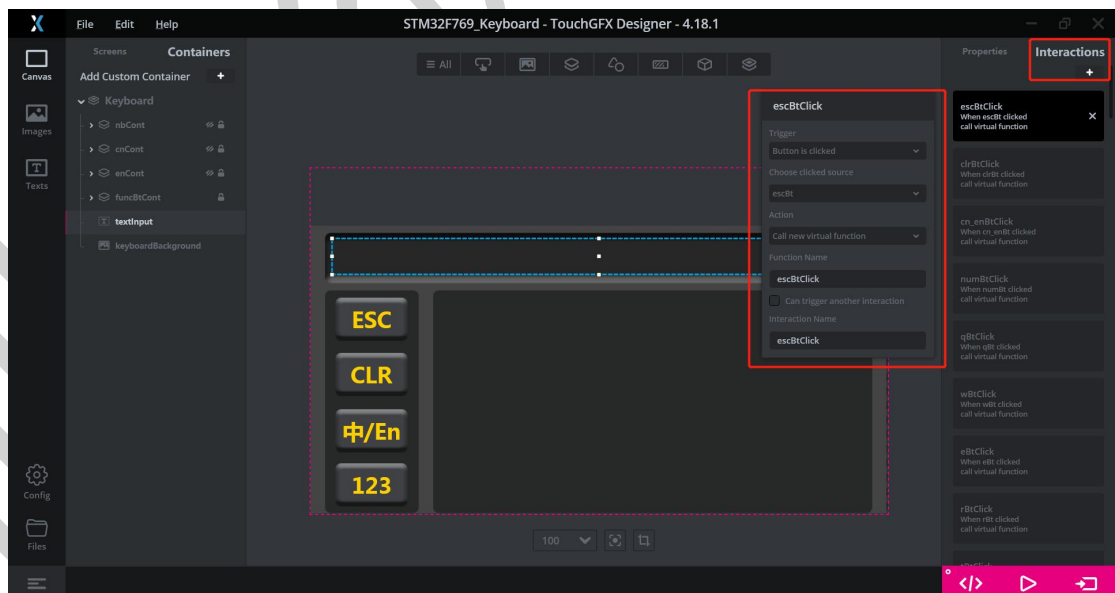 File Edit Help
STM32F769_Keyboard - TouchGFX Designer - 4.18.1
Canvas
Images
Texts
Config
Files
Screens Containers
Add Custom Container +
Keyboard
nbCont
cnCont
enCont
funcBtCont
textInput
keyboardBackground
All
ESC
CLR
中/En
123
100
escBtClick
Trigger
Button is clicked
Choose clicked source
escBt
Action
Call new virtual function
Function Name
escBtClick
Can trigger another interaction
Interaction Name
escBtClick
Properties Interactions
+
escBtClick
When escBt clicked
call virtual function
clrBtClick
When clrBt clicked
call virtual function
cn_enBtClick
When cn_enBt clicked
call virtual function
numBtClick
When numBt clicked
call virtual function
qBtClick
When qBt clicked
call virtual function
wBtClick
When wBt clicked
call virtual function
eBtClick
When eBt clicked
call virtual function
rBtClick
When rBt clicked
call virtual function